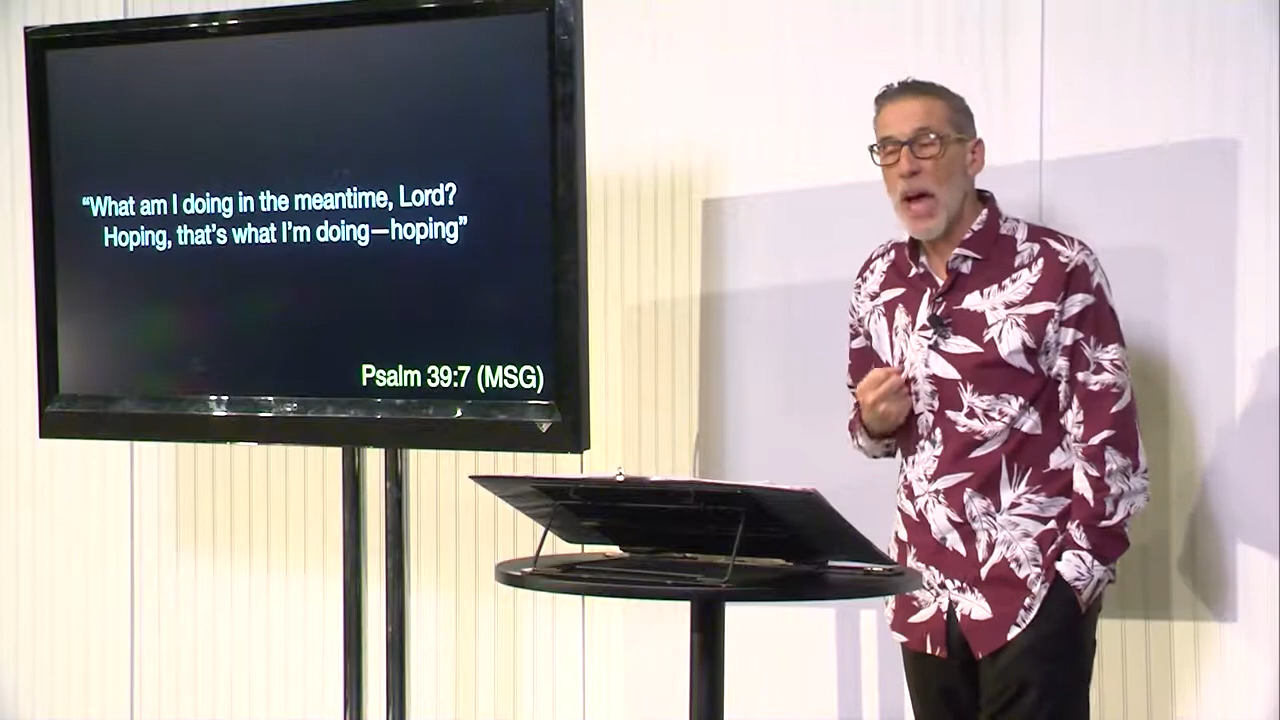 “What am I doing in the meantime, Lord?
Hoping, that’s what I’m doing—hoping”
Psalm 39:7 (MSG)